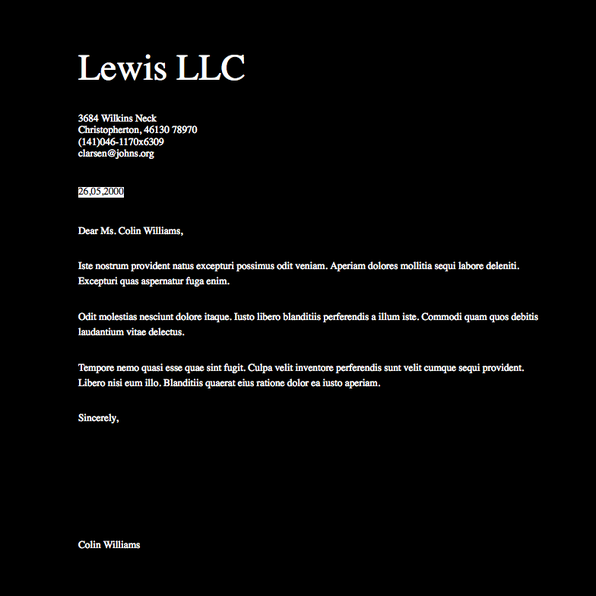 Lewis LLC
3684 Wilkins Neck
Christopherton, 46130 78970
(141)046-1170x6309
clarsen@johns.org
26,05,2000
Dear Ms. Colin Williams,
Iste nostrum provident natus excepturi possimus odit veniam. Aperiam dolores mollitia sequi labore deleniti.
Excepturi quas aspernatur fuga enim.
Odit molestias nesciunt dolore itaque. Iusto libero blanditiis perferendis a illum iste. Commodi quam quos debitis
laudantium vitae delectus.
Tempore nemo quasi esse quae sint fugit. Culpa velit inventore perferendis sunt velit cumque sequi provident.
Libero nisi eum illo. Blanditiis quaerat eius ratione dolor ea iusto aperiam.
Sincerely,
Colin Williams